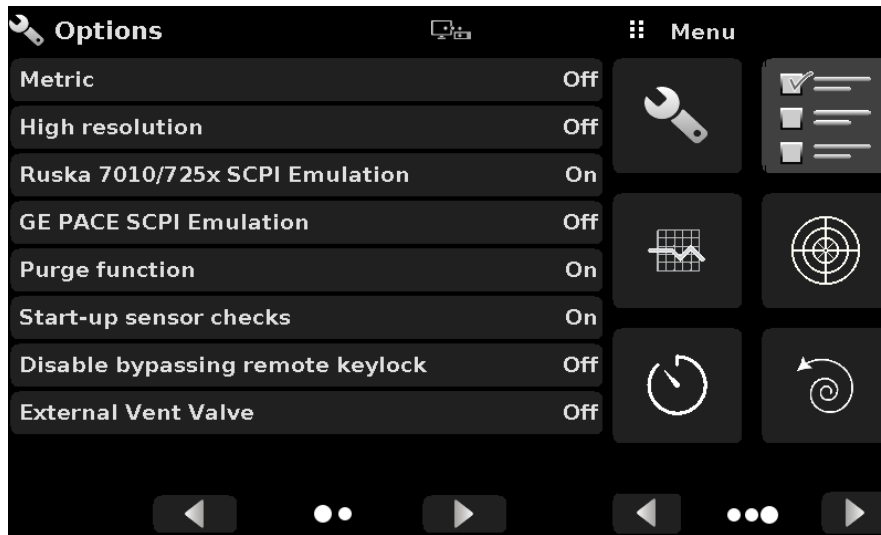 Options
Menu
Metric Off
High resolution Off
Ruska 7010/725x SCPI Emulation On
GE PACE SCPI Emulation Off
Purge function On
Start-up sensor checks On
Disable bypassing remote keylock Off
External Vent Valve Off